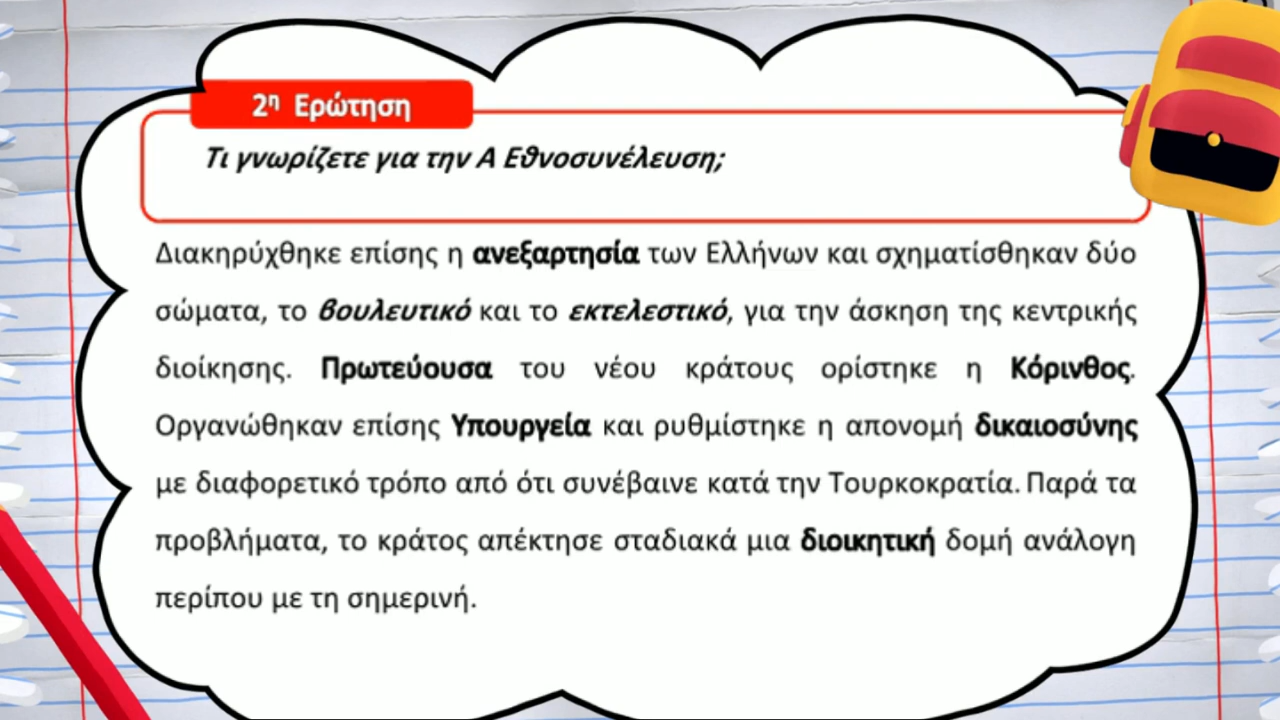 2η Ερώτηση
Τι γνωρίζετε για την Α Εθνοσυνέλευση;
Διακηρύχθηκε επίσης η ανεξαρτησία των Ελλήνων και σχηματίσθηκαν δύο
σώματα, το βουλευτικό και το εκτελεστικό, για την άσκηση της κεντρικής
διοίκησης. Πρωτεύουσα του νέου κράτους ορίστηκε η Κόρινθος.
Οργανώθηκαν επίσης Υπουργεία και ρυθμίστηκε η απονομή δικαιοσύνης
με διαφορετικό τρόπο από ότι συνέβαινε κατά την Τουρκοκρατία. Παρά τα
προβλήματα, το κράτος απέκτησε σταδιακά μια διοικητική δομή ανάλογη
περίπου με τη σημερινή.